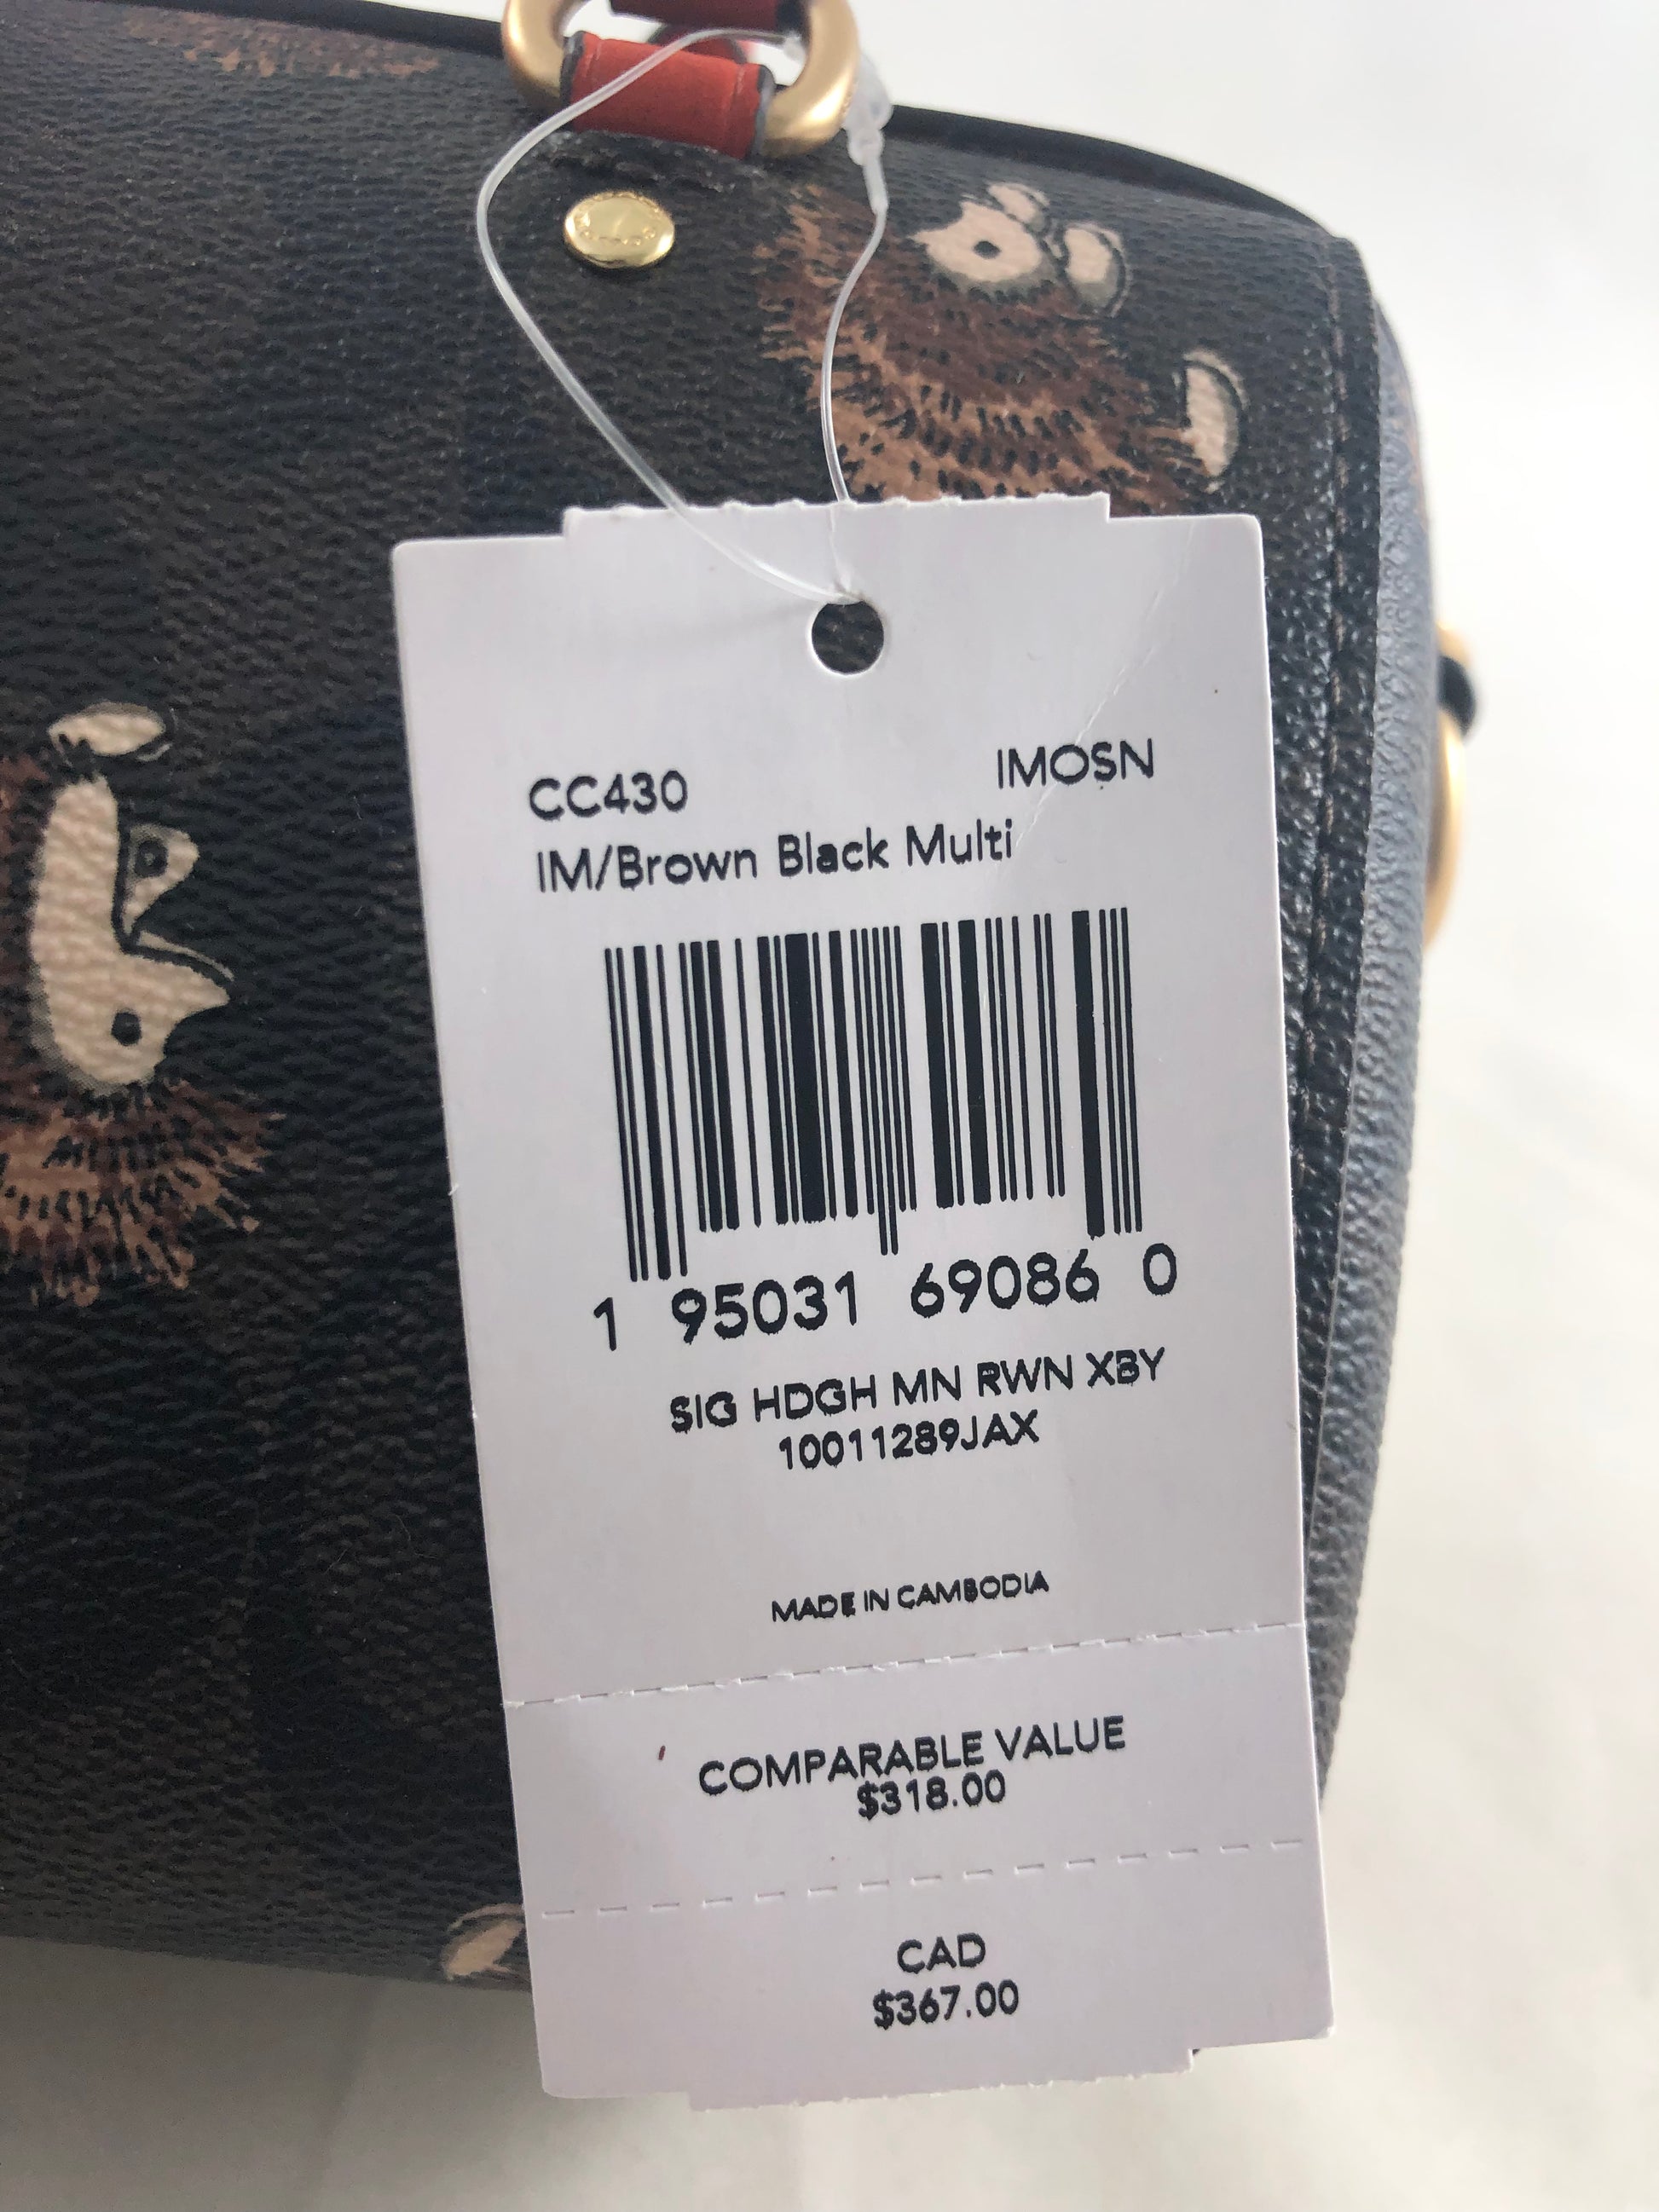 CC430 IMOSN
IM/Brown Black Multi
1 95031 69086 0
SIG HDGH MN RWN XBY
10011289JAX
MADE IN CAMBODIA
COMPARABLE VALUE
$318.00
CAD
$367.00